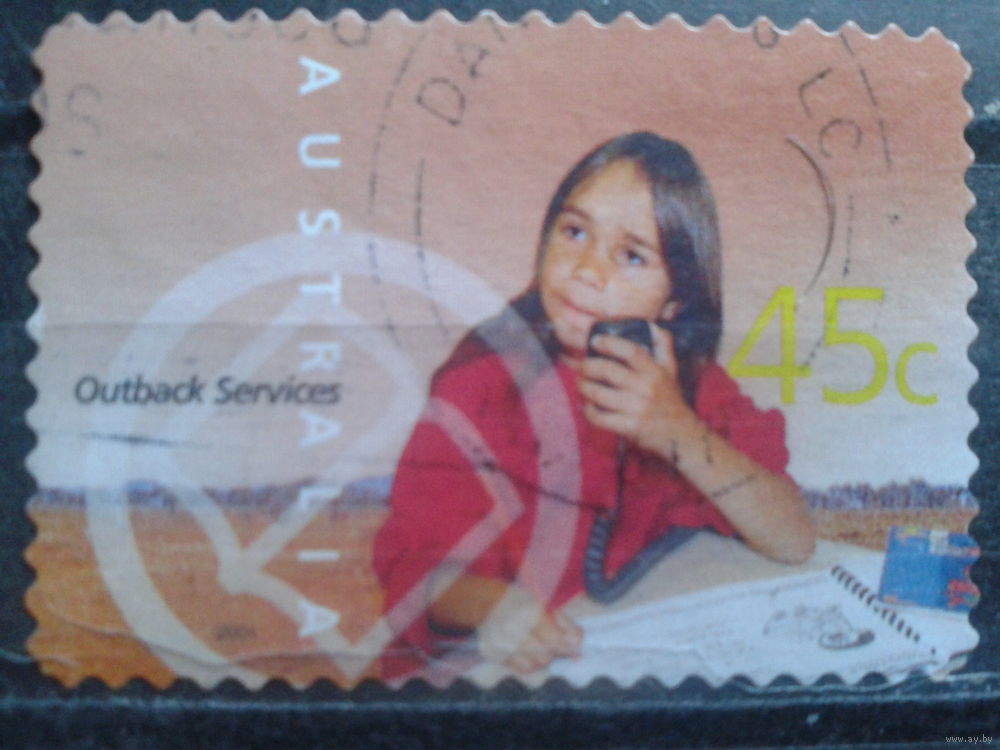 AUSTRALIA
45c
Outback Services
2001
www.ay.by